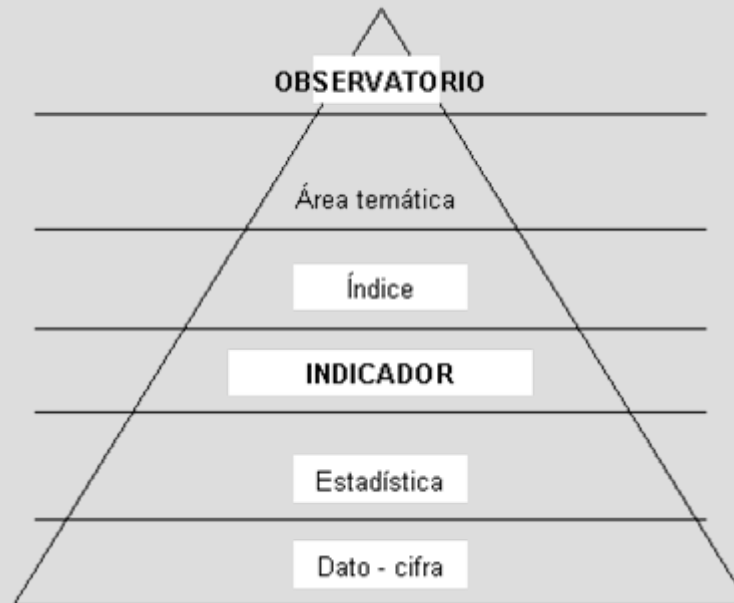 OBSERVATORIO
Área temática
Índice
INDICADOR
Estadística
Dato - cifra